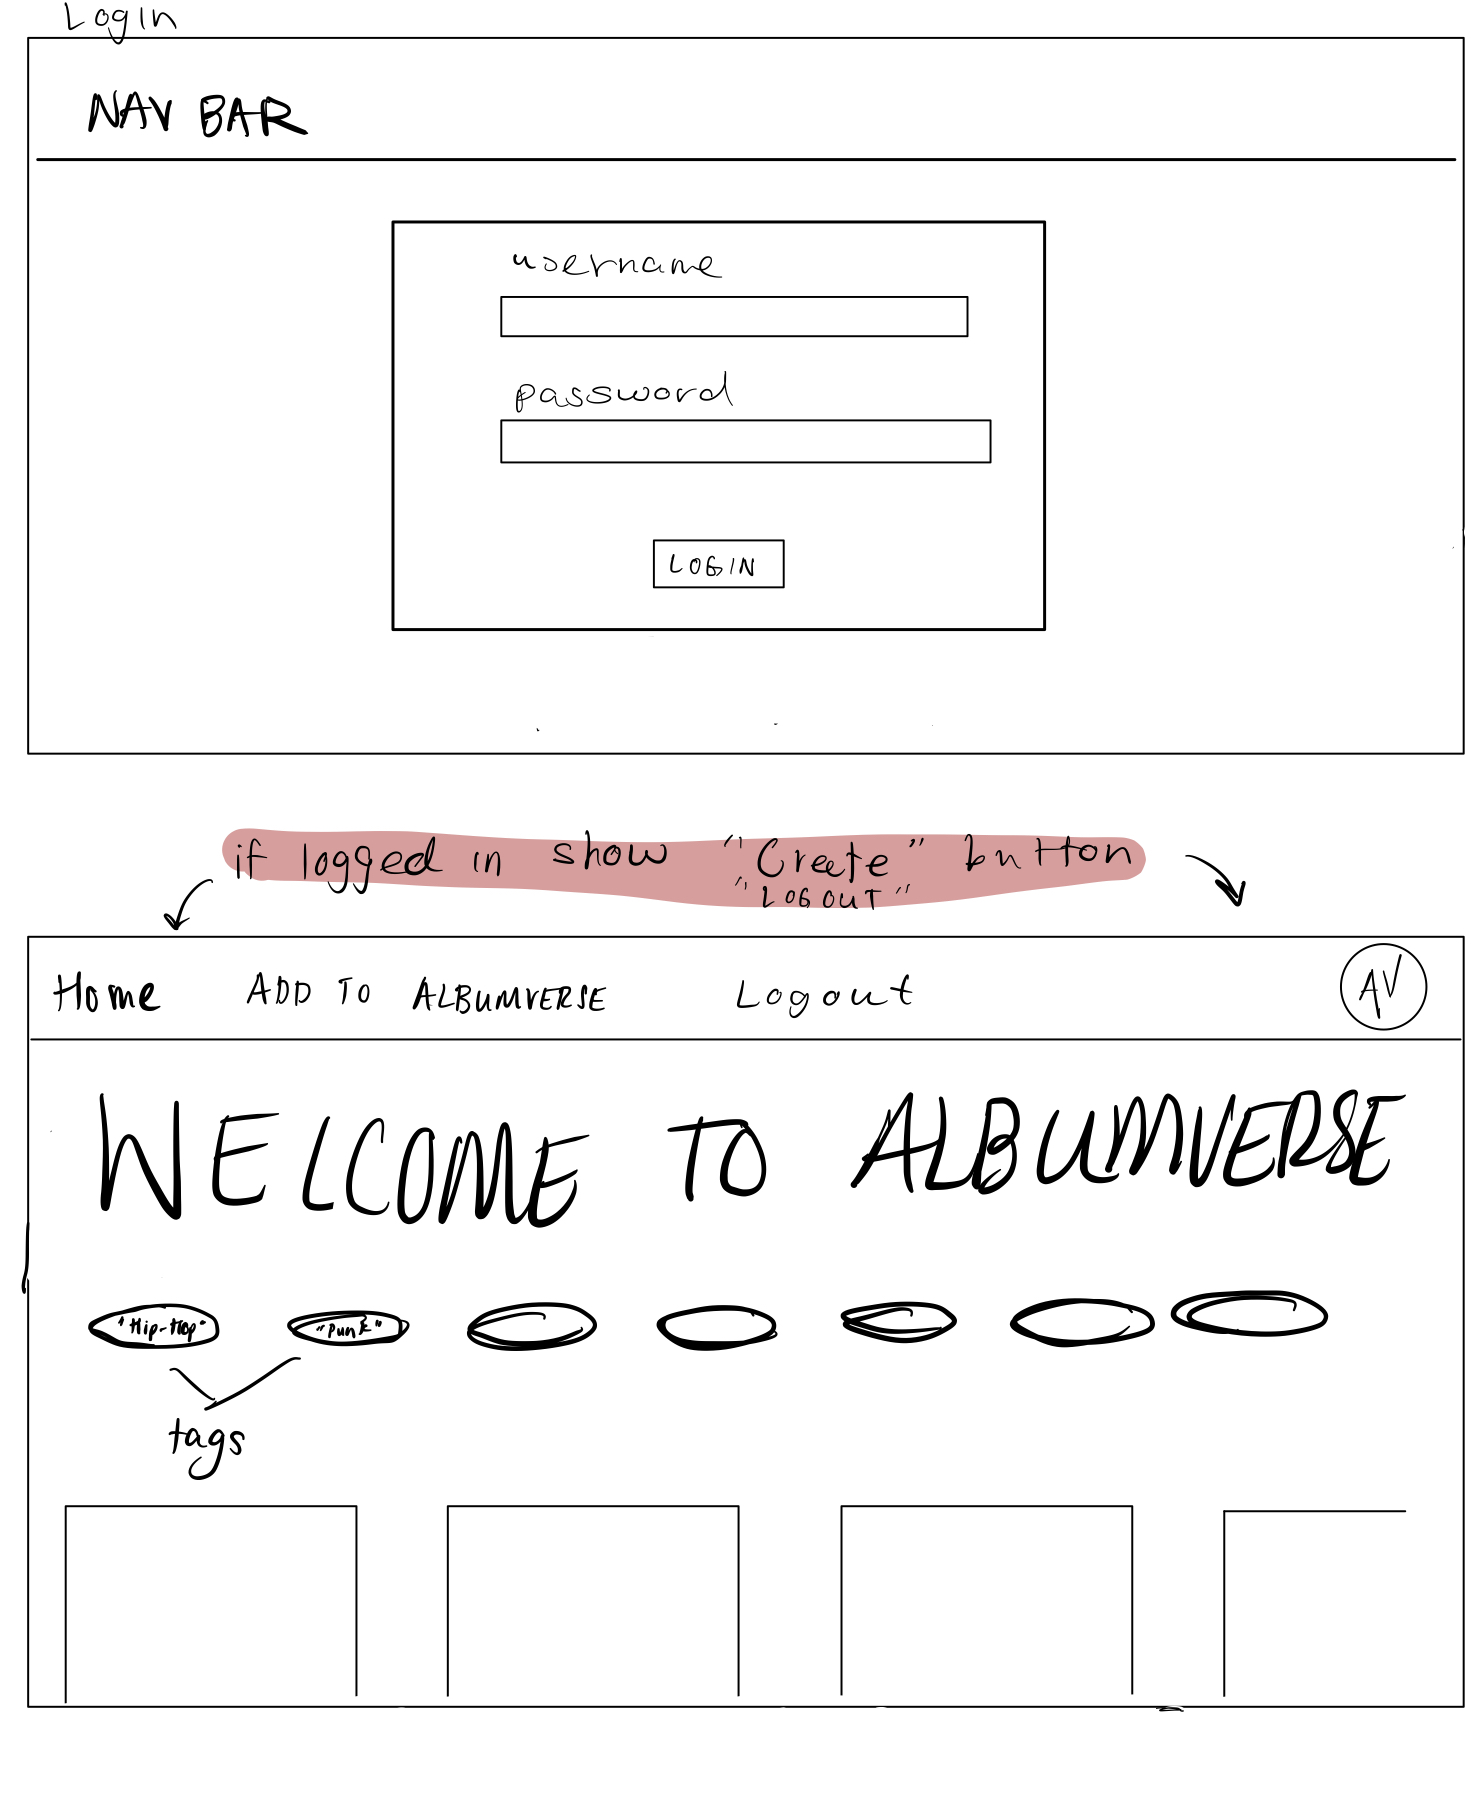 Login
NAV BAR
username
password
LOGIN
if logged in show "Create" button
"LOGOUT"
Home ADD TO ALBUMVERSE Logout AV
WELCOME TO ALBUMVERSE
"Hip-Hop" "Punk"
tags